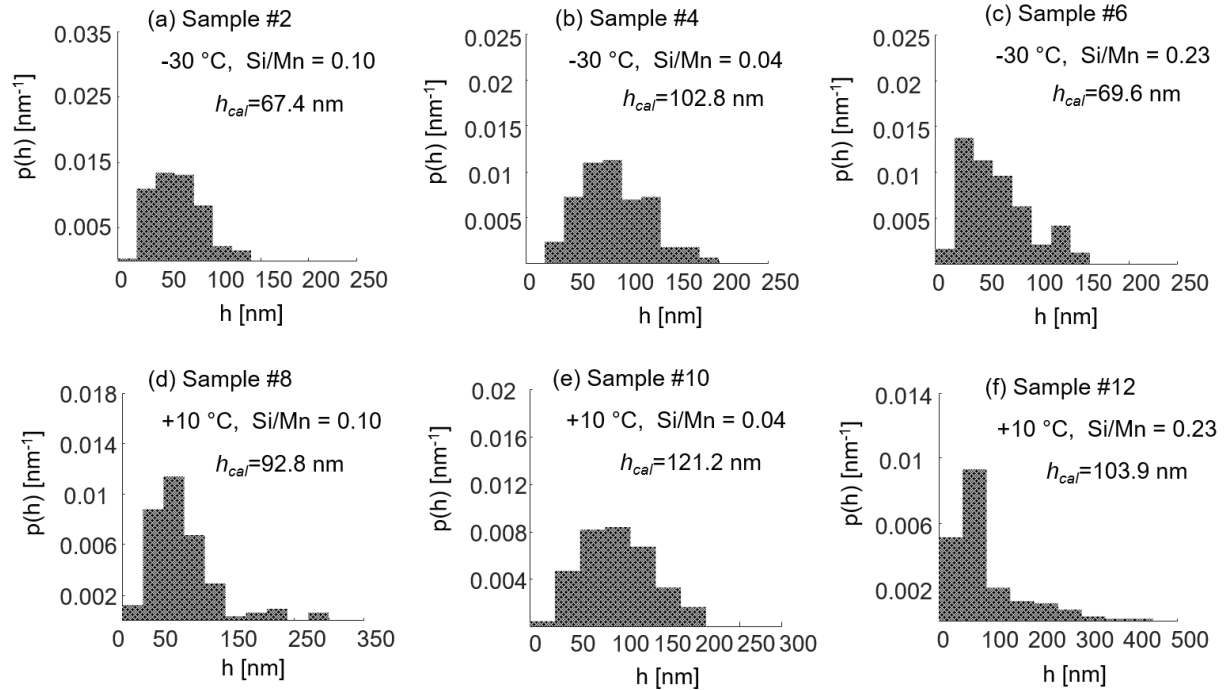 (a) Sample #2
-30 °C, Si/Mn = 0.10
h_cal=67.4 nm
p(h) [nm⁻¹]
0.035
0.025
0.015
0.005
0 50 100 150 200 250
h [nm]
(b) Sample #4
-30 °C, Si/Mn = 0.04
h_cal=102.8 nm
p(h) [nm⁻¹]
0.025
0.02
0.015
0.01
0.005
0 50 100 150 200 250
h [nm]
(c) Sample #6
-30 °C, Si/Mn = 0.23
h_cal=69.6 nm
p(h) [nm⁻¹]
0.025
0.02
0.015
0.01
0.005
0 50 100 150 200 250
h [nm]
(d) Sample #8
+10 °C, Si/Mn = 0.10
h_cal=92.8 nm
p(h) [nm⁻¹]
0.018
0.014
0.01
0.006
0.002
0 50 150 250 350
h [nm]
(e) Sample #10
+10 °C, Si/Mn = 0.04
h_cal=121.2 nm
p(h) [nm⁻¹]
0.02
0.016
0.012
0.008
0.004
0 50 100 150 200 250 300
h [nm]
(f) Sample #12
+10 °C, Si/Mn = 0.23
h_cal=103.9 nm
p(h) [nm⁻¹]
0.014
0.01
0.006
0.002
0 100 200 300 400 500
h [nm]